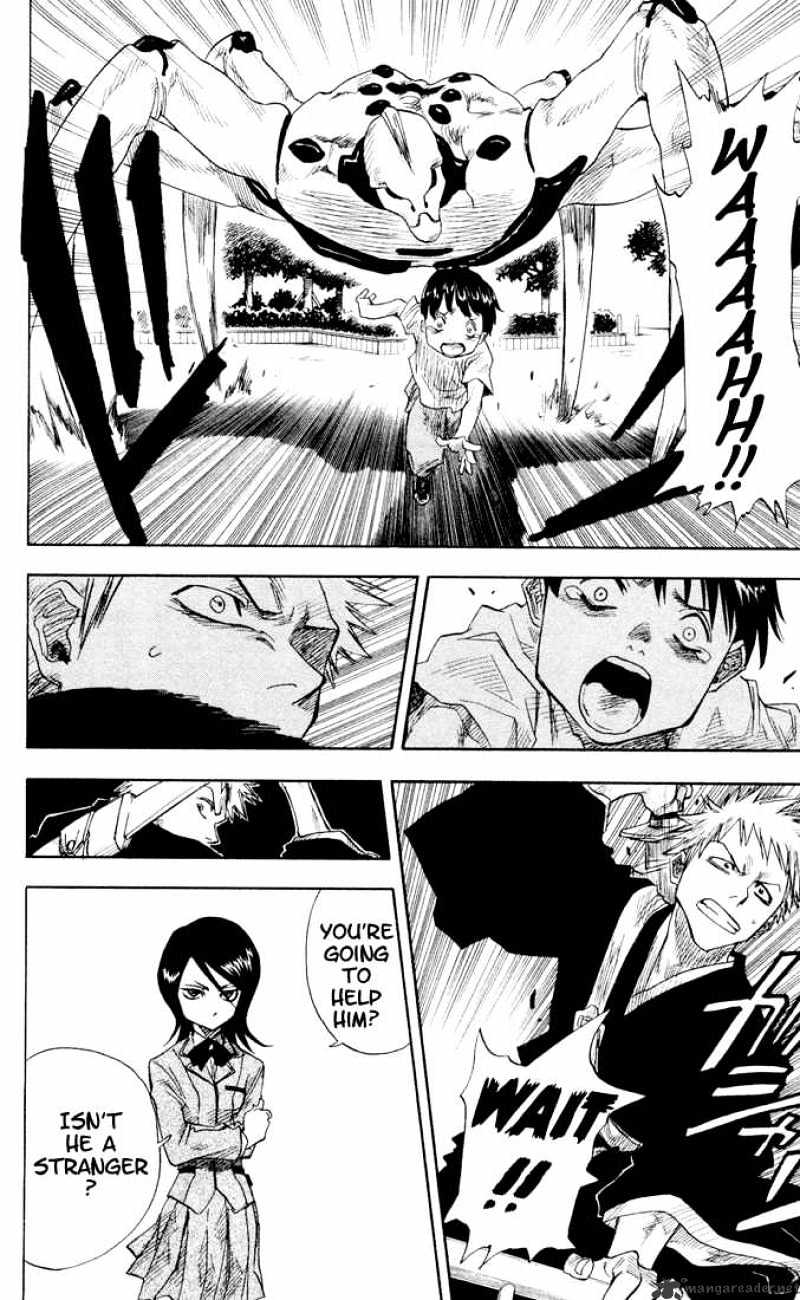 WAAAAHH!!
WAIT
!!
YOU'RE
GOING
TO
HELP
HIM?
ISN'T
HE A
STRANGER
?
mangareader.net